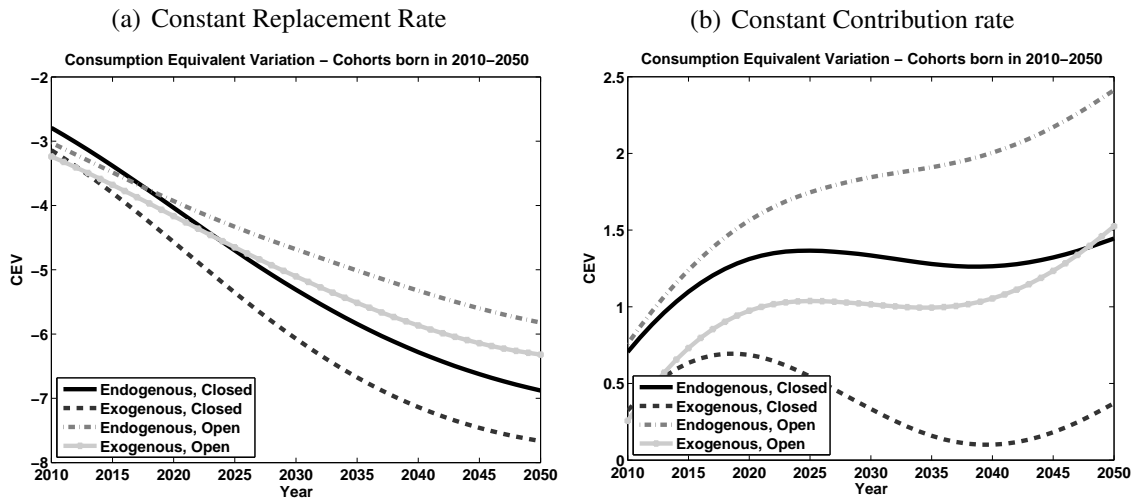 (a) Constant Replacement Rate
Consumption Equivalent Variation – Cohorts born in 2010–2050
−2
−3
−4
−5
−6
−7
−8
CEV
2010 2015 2020 2025 2030 2035 2040 2045 2050
Year
Endogenous, Closed
Exogenous, Closed
Endogenous, Open
Exogenous, Open
(b) Constant Contribution rate
Consumption Equivalent Variation – Cohorts born in 2010–2050
2.5
2
1.5
1
0.5
0
CEV
2010 2015 2020 2025 2030 2035 2040 2045 2050
Year
Endogenous, Closed
Exogenous, Closed
Endogenous, Open
Exogenous, Open